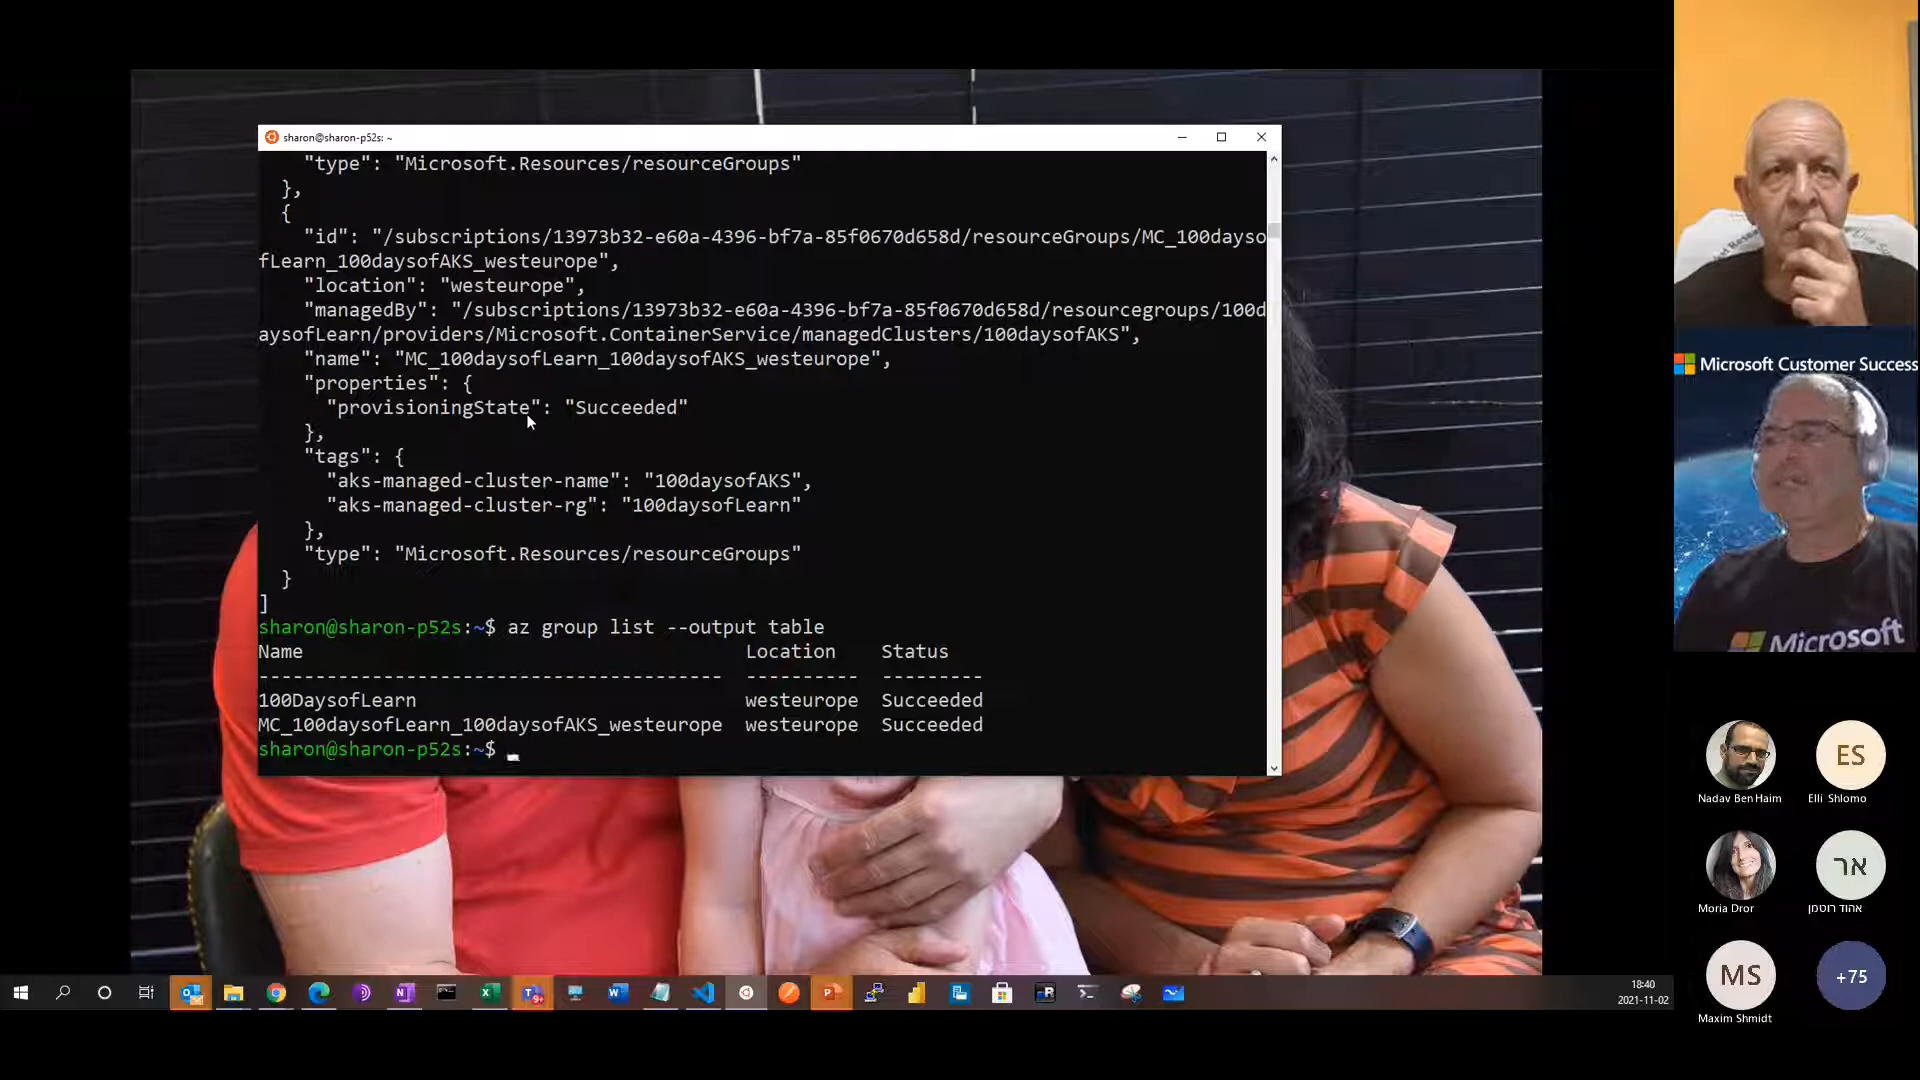 sharon@sharon-p52s: ~
"type": "Microsoft.Resources/resourceGroups"
},
{
"id": "/subscriptions/13973b32-e60a-4396-bf7a-85f0670d658d/resourceGroups/MC_100dayso
fLearn_100daysofAKS_westeurope",
"location": "westeurope",
"managedBy": "/subscriptions/13973b32-e60a-4396-bf7a-85f0670d658d/resourcegroups/100d
aysofLearn/providers/Microsoft.ContainerService/managedClusters/100daysofAKS",
"name": "MC_100daysofLearn_100daysofAKS_westeurope",
"properties": {
"provisioningState": "Succeeded"
},
"tags": {
"aks-managed-cluster-name": "100daysofAKS",
"aks-managed-cluster-rg": "100daysofLearn"
},
"type": "Microsoft.Resources/resourceGroups"
}
]
sharon@sharon-p52s:~$ az group list --output table
Name Location Status
---------------------------------------- ---------- ---------
100DaysofLearn westeurope Succeeded
MC_100daysofLearn_100daysofAKS_westeurope westeurope Succeeded
sharon@sharon-p52s:~$
Microsoft Customer Success
Microsoft
Nadav Ben Haim
ES
Elli Shlomo
Moria Dror
אר
אהוד רוטמן
MS
Maxim Shmidt
+75
18:40
2021-11-02